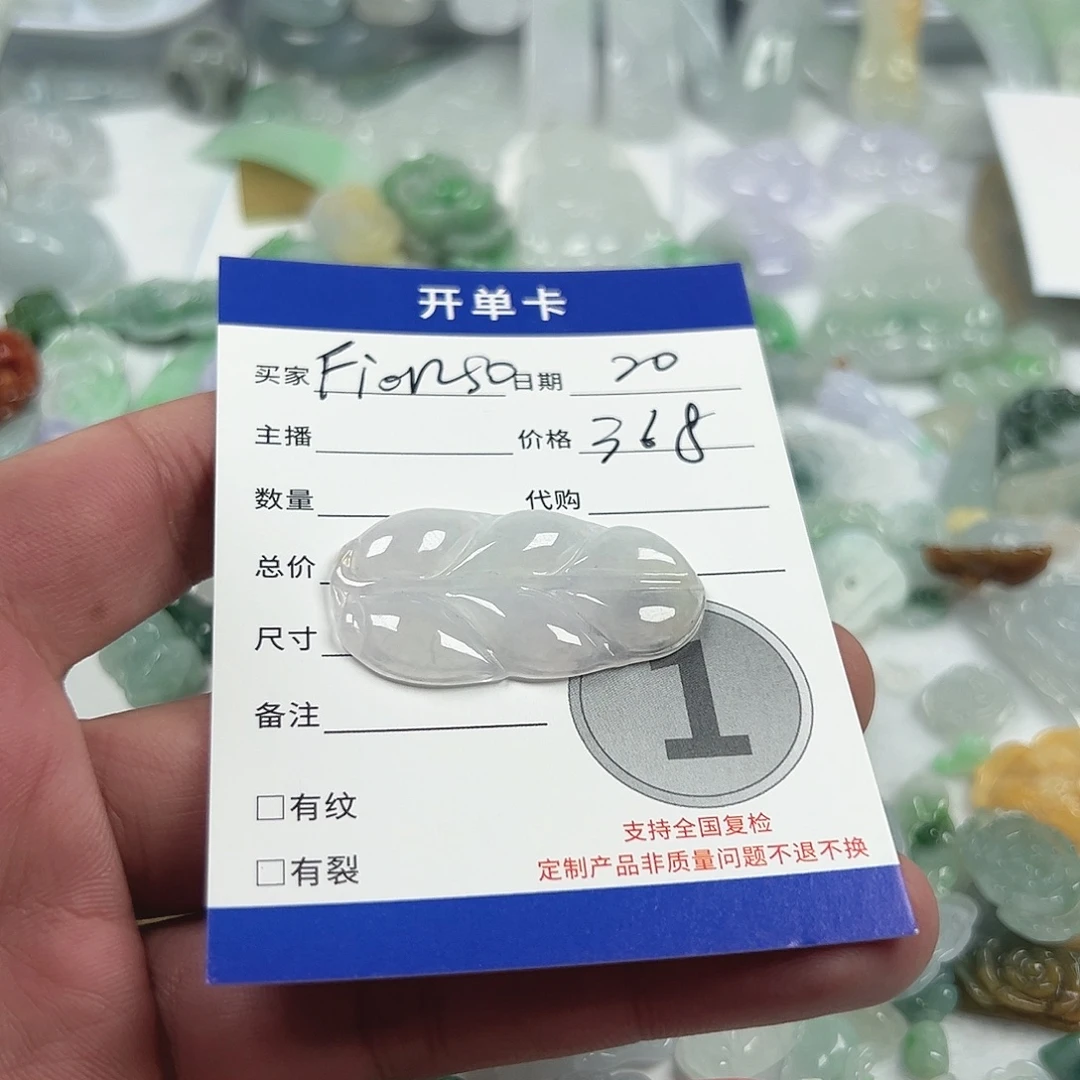 开单卡
买家 Fionso 日期 20
主播 价格 368
数量 代购
总价
尺寸
备注
1
□有纹
□有裂
支持全国复检
定制产品非质量问题不退不换